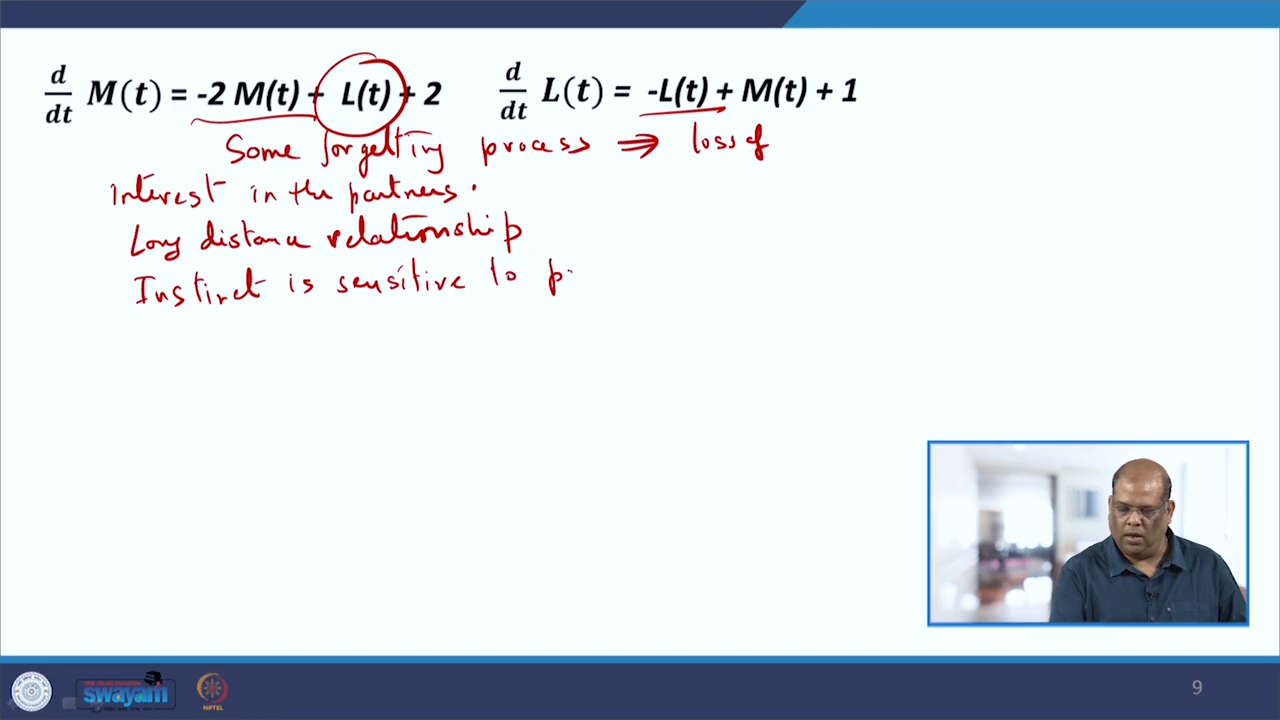 d/dt M(t) = -2 M(t) + L(t) + 2 d/dt L(t) = -L(t) + M(t) + 1
Some forgetting process ⇒ loss of
Interest in the partners.
Long distance relationship
Instinct is sensitive to p
swayam
NPTEL
9